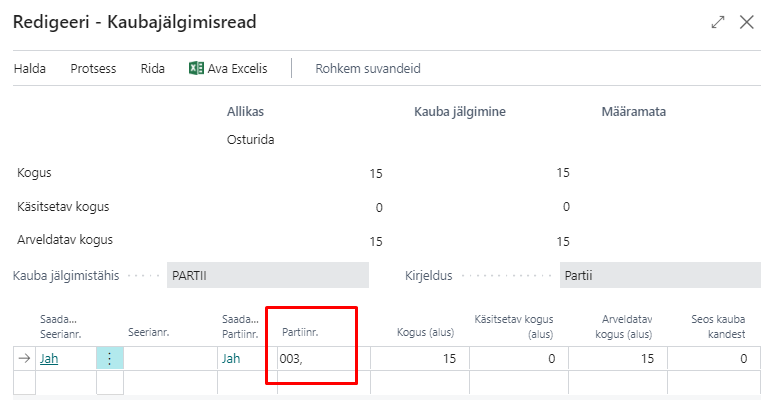 Redigeeri - Kaubajälgimisread
Halda Protsess Rida Ava Excelis Rohkem suvandeid
Allikas Kauba jälgimine Määramata
Osturida
Kogus 15 15
Käsitsetav kogus 0 0
Arveldatav kogus 15 15
Kauba jälgimistähis PARTII Kirjeldus Partii
Saada... Saada... Käsitsetav kogus Arveldatav Seos kauba
Seerianr. Seerianr. Partiinr. Partiinr. Kogus (alus) (alus) kogus (alus) kandest
Jah Jah 003, 15 0 15 0